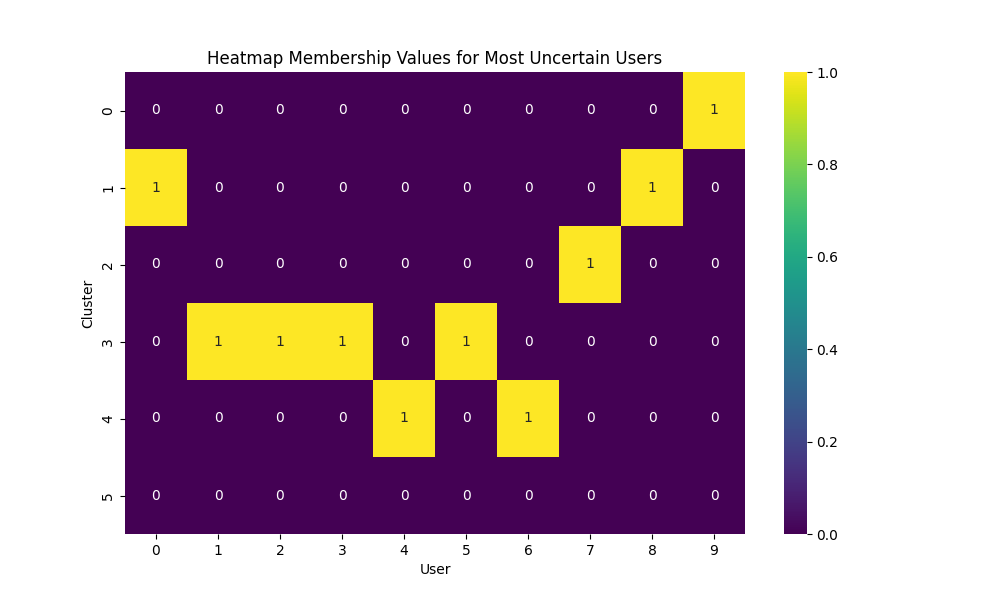 Heatmap Membership Values for Most Uncertain Users
0 0 0 0 0 0 0 0 0 0 1
1 1 0 0 0 0 0 0 0 1 0
2 0 0 0 0 0 0 0 1 0 0
3 0 1 1 1 0 1 0 0 0 0
4 0 0 0 0 1 0 1 0 0 0
5 0 0 0 0 0 0 0 0 0 0
0 1 2 3 4 5 6 7 8 9
User
Cluster
1.0
0.8
0.6
0.4
0.2
0.0